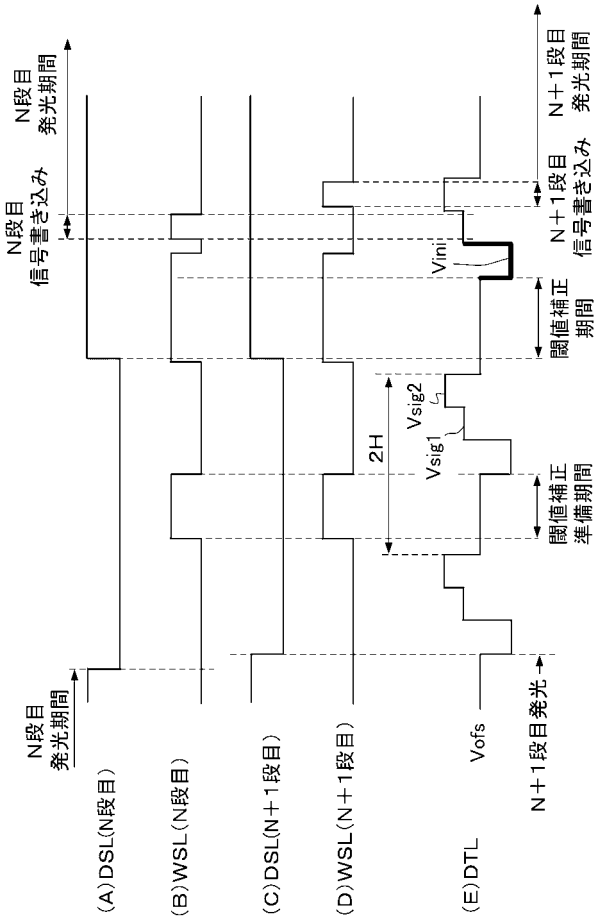 N段目
発光期間
N段目
信号書き込み
N段目
発光期間
(A)DSL(N段目)
(B)WSL(N段目)
(C)DSL(N+1段目)
(D)WSL(N+1段目)
2H
Vsig1
Vsig2
Vini
Vofs
(E)DTL
N+1段目発光
閾値補正
準備期間
閾値補正
期間
N+1段目
信号書き込み
N+1段目
発光期間